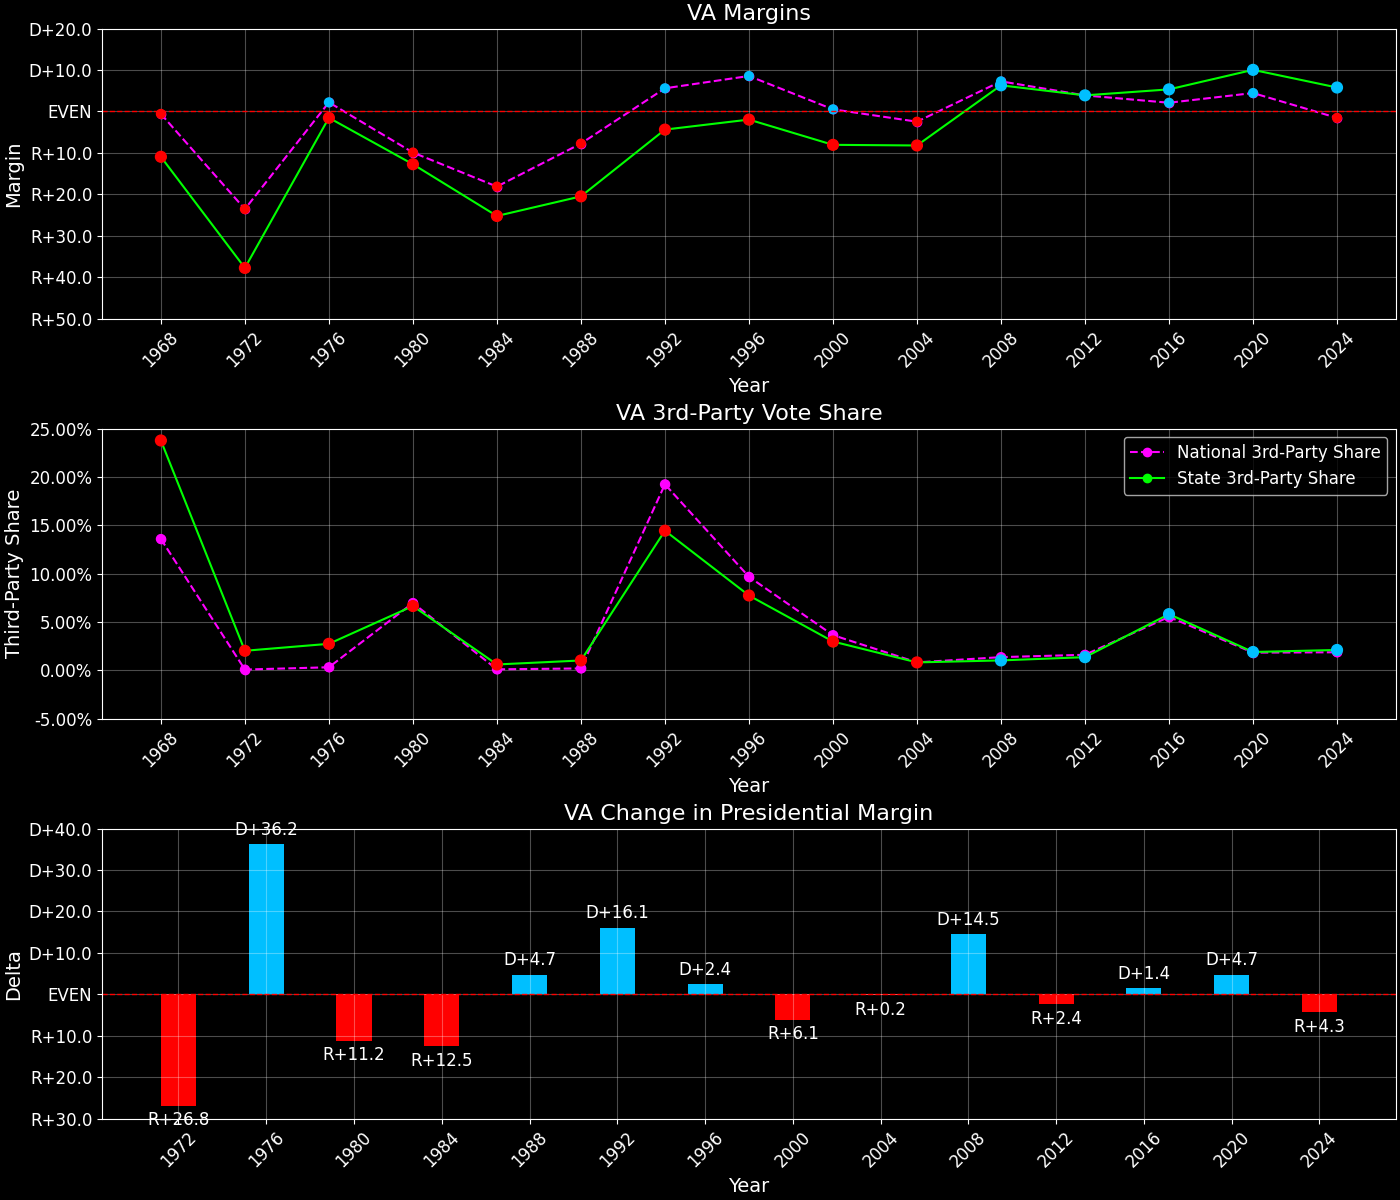 VA Margins
D+20.0
D+10.0
EVEN
R+10.0
R+20.0
R+30.0
R+40.0
R+50.0
Margin
1968 1972 1976 1980 1984 1988 1992 1996 2000 2004 2008 2012 2016 2020 2024
Year
VA 3rd-Party Vote Share
25.00%
20.00%
15.00%
10.00%
5.00%
0.00%
-5.00%
Third-Party Share
National 3rd-Party Share
State 3rd-Party Share
1968 1972 1976 1980 1984 1988 1992 1996 2000 2004 2008 2012 2016 2020 2024
Year
VA Change in Presidential Margin
D+40.0
D+30.0
D+20.0
D+10.0
EVEN
R+10.0
R+20.0
R+30.0
Delta
R+26.8
D+36.2
R+11.2
R+12.5
D+4.7
D+16.1
D+2.4
R+6.1
R+0.2
D+14.5
R+2.4
D+1.4
D+4.7
R+4.3
1972 1976 1980 1984 1988 1992 1996 2000 2004 2008 2012 2016 2020 2024
Year